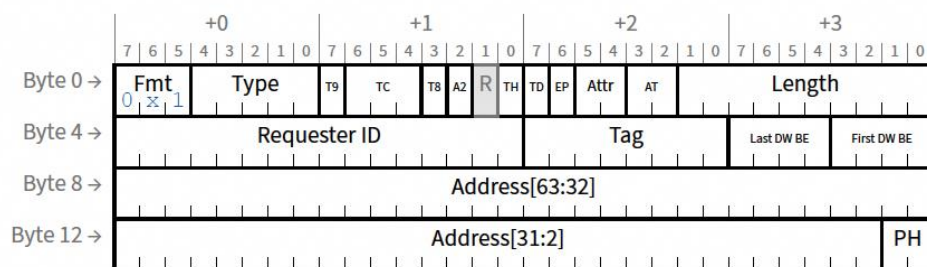 +0 +1 +2 +3
7 6 5 4 3 2 1 0 7 6 5 4 3 2 1 0 7 6 5 4 3 2 1 0 7 6 5 4 3 2 1 0
Byte 0 → Fmt Type T9 TC T8 A2 R TH TD EP Attr AT Length
0 x 1
Byte 4 → Requester ID Tag Last DW BE First DW BE
Byte 8 → Address[63:32]
Byte 12 → Address[31:2] PH